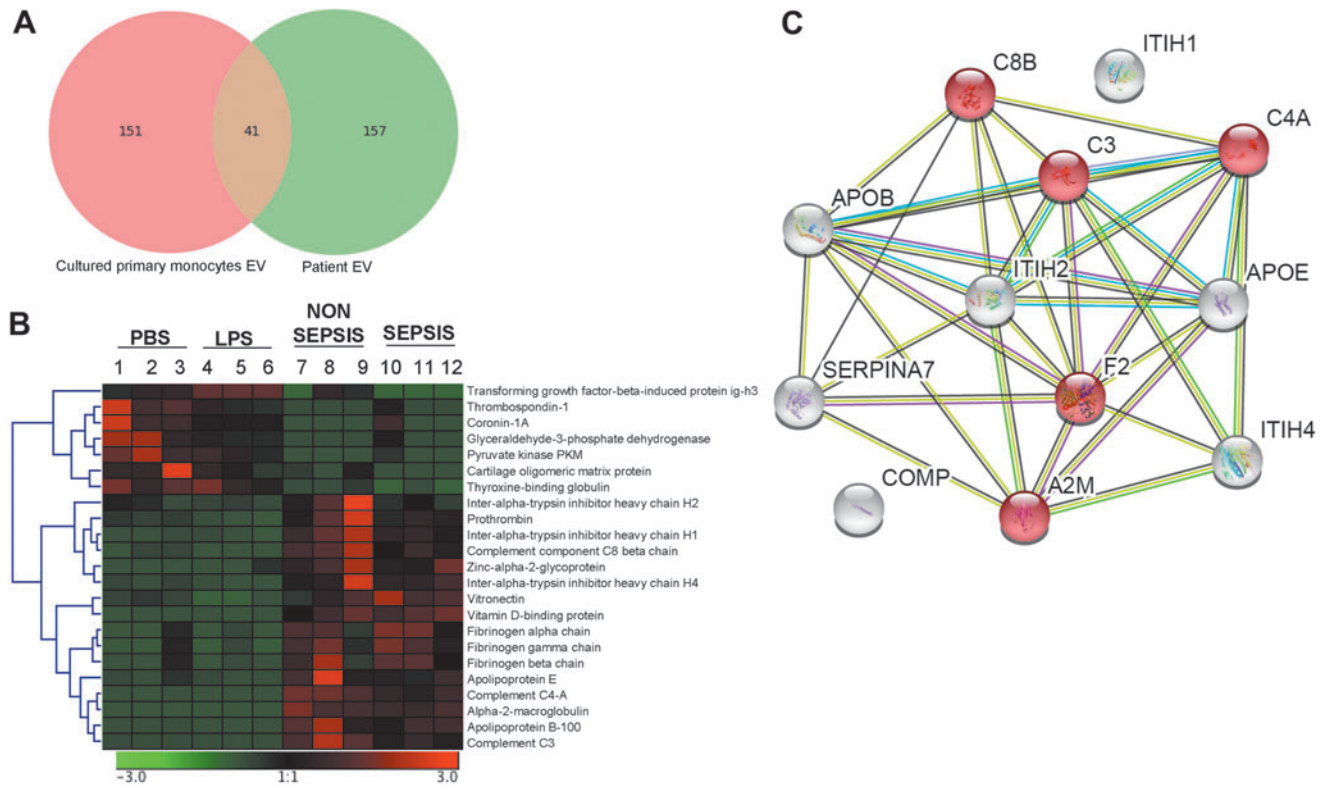 A
151
41
157
Cultured primary monocytes EV
Patient EV
B
PBS
LPS
NON
SEPSIS
SEPSIS
1 2 3 4 5 6 7 8 9 10 11 12
Transforming growth factor-beta-induced protein ig-h3
Thrombospondin-1
Coronin-1A
Glyceraldehyde-3-phosphate dehydrogenase
Pyruvate kinase PKM
Cartilage oligomeric matrix protein
Thyroxine-binding globulin
Inter-alpha-trypsin inhibitor heavy chain H2
Prothrombin
Inter-alpha-trypsin inhibitor heavy chain H1
Complement component C8 beta chain
Zinc-alpha-2-glycoprotein
Inter-alpha-trypsin inhibitor heavy chain H4
Vitronectin
Vitamin D-binding protein
Fibrinogen alpha chain
Fibrinogen gamma chain
Fibrinogen beta chain
Apolipoprotein E
Complement C4-A
Alpha-2-macroglobulin
Apolipoprotein B-100
Complement C3
-3.0 1:1 3.0
C
ITIH1
C8B
C4A
C3
APOB
ITIH2
APOE
SERPINA7
F2
ITIH4
COMP
A2M